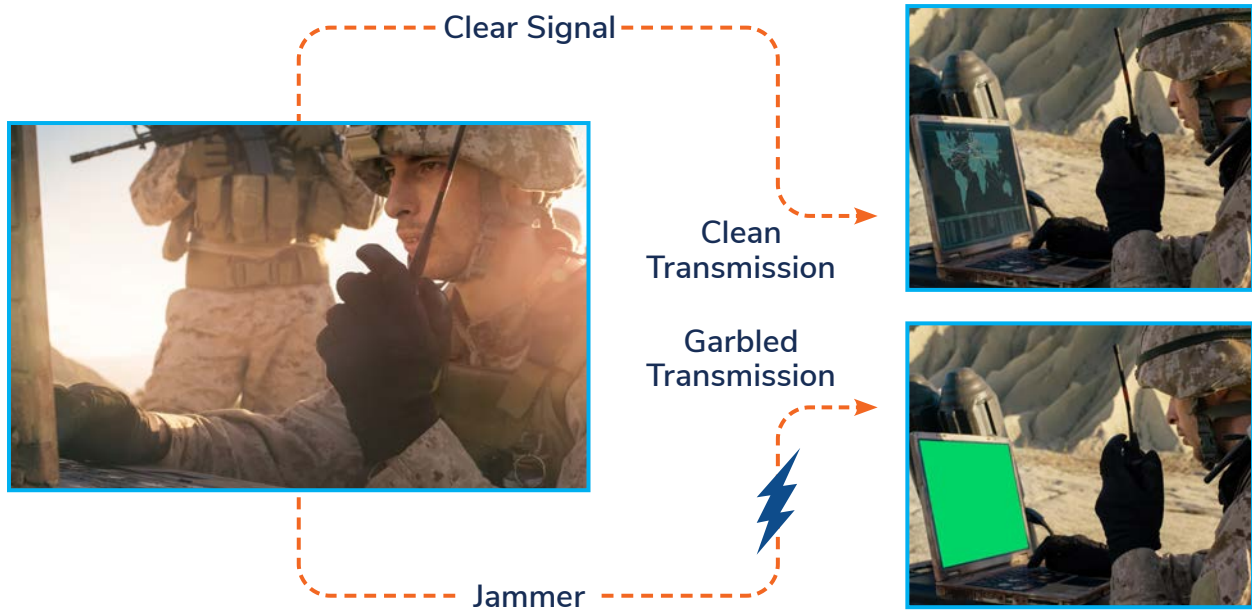 Clear Signal
Clean
Transmission
Garbled
Transmission
Jammer